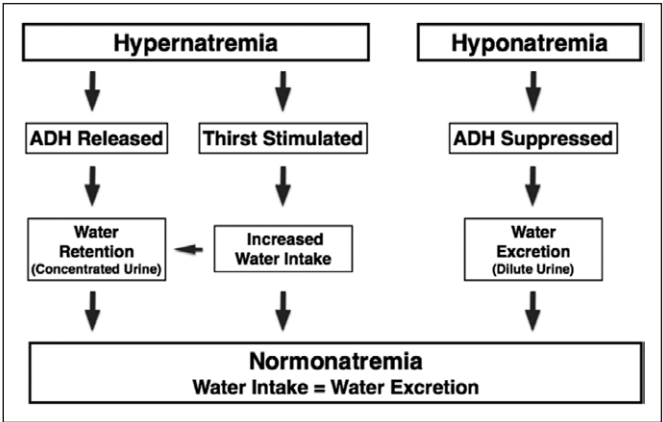 Hypernatremia
Hyponatremia
ADH Released
Thirst Stimulated
ADH Suppressed
Water
Retention
(Concentrated Urine)
Increased
Water Intake
Water
Excretion
(Dilute Urine)
Normonatremia
Water Intake = Water Excretion